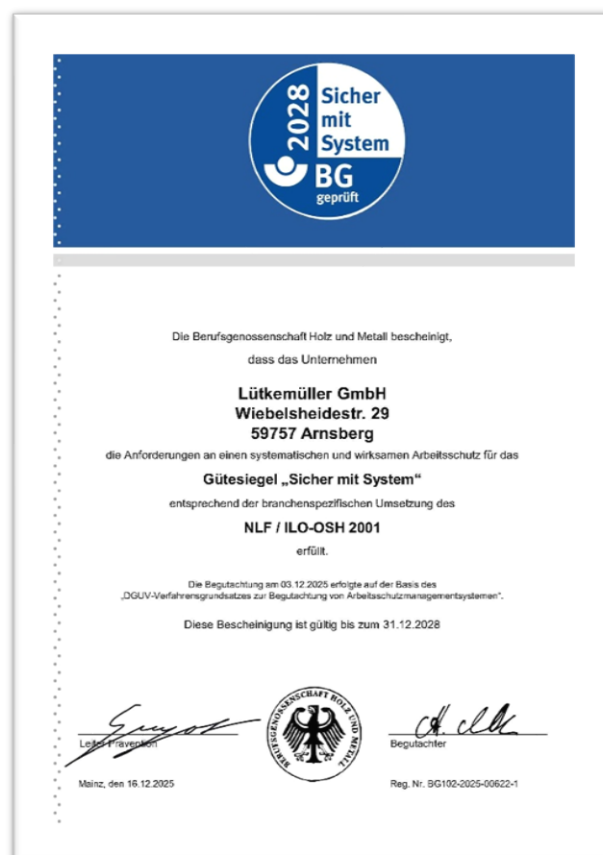 2028
Sicher
mit
System
BG
geprüft
Die Berufsgenossenschaft Holz und Metall bescheinigt,
dass das Unternehmen
Lütkemüller GmbH
Wiebelsheidestr. 29
59757 Arnsberg
die Anforderungen an einen systematischen und wirksamen Arbeitsschutz für das
Gütesiegel „Sicher mit System“
entsprechend der branchenspezifischen Umsetzung des
NLF / ILO-OSH 2001
erfüllt.
Die Begutachtung am 03.12.2025 erfolgte auf der Basis des
„DGUV-Verfahrensgrundsatzes zur Begutachtung von Arbeitsschutzmanagementsystemen“.
Diese Bescheinigung ist gültig bis zum 31.12.2028
BERUFSGENOSSENSCHAFT HOLZ UND METALL
Leiter Prävention
Begutachter
Mainz, den 16.12.2025
Reg. Nr. BG102-2025-00622-1